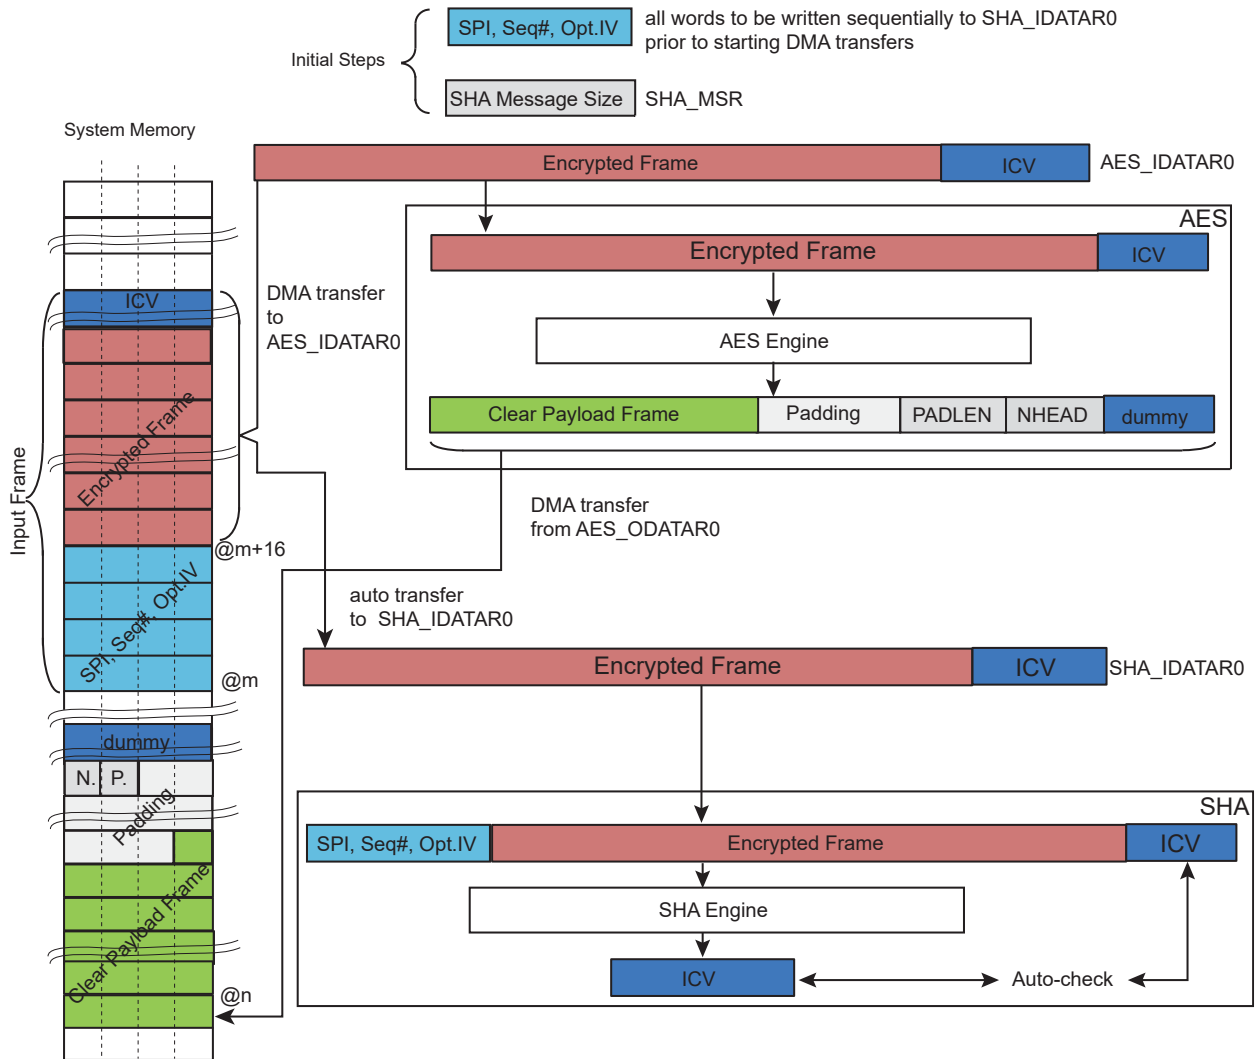 SPI, Seq#, Opt.IV
all words to be written sequentially to SHA_IDATAR0
prior to starting DMA transfers
Initial Steps
SHA Message Size
SHA_MSR
System Memory
Encrypted Frame
ICV
AES_IDATAR0
AES
Encrypted Frame
ICV
ICV
DMA transfer
to
AES_IDATAR0
AES Engine
Clear Payload Frame
Padding
PADLEN
NHEAD
dummy
Encrypted Frame
Input Frame
DMA transfer
from AES_ODATAR0
@m+16
SPI, Seq#, Opt.IV
auto transfer
to SHA_IDATAR0
Encrypted Frame
ICV
SHA_IDATAR0
@m
dummy
N.
P.
Padding
SHA
SPI, Seq#, Opt.IV
Encrypted Frame
ICV
SHA Engine
Clear Payload Frame
ICV
Auto-check
@n